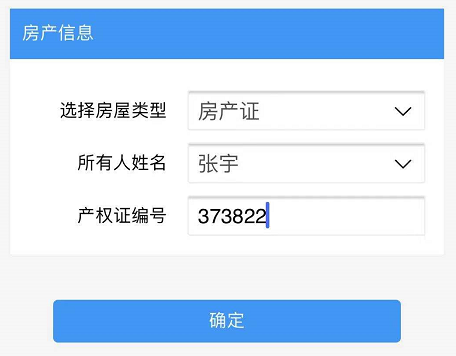 房产信息
选择房屋类型 房产证
所有人姓名 张宇
产权证编号 373822
确定